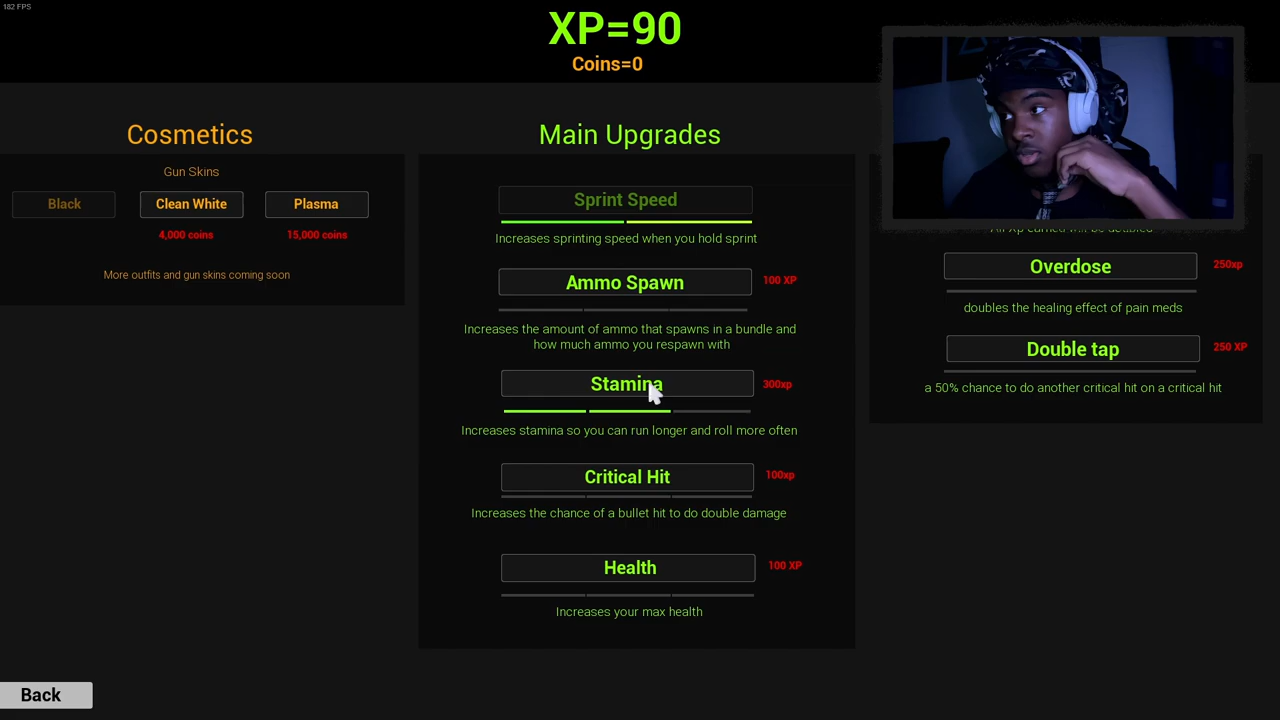 182 FPS
XP=90
Coins=0
Cosmetics
Gun Skins
Black
Clean White
Plasma
4,000 coins
15,000 coins
More outfits and gun skins coming soon
Main Upgrades
Sprint Speed
Increases sprinting speed when you hold sprint
Ammo Spawn
100 XP
Increases the amount of ammo that spawns in a bundle and
how much ammo you respawn with
Stamina
300xp
Increases stamina so you can run longer and roll more often
Critical Hit
100xp
Increases the chance of a bullet hit to do double damage
Health
100 XP
Increases your max health
All Xp earned will be doubled
Overdose
250xp
doubles the healing effect of pain meds
Double tap
250 XP
a 50% chance to do another critical hit on a critical hit
Back